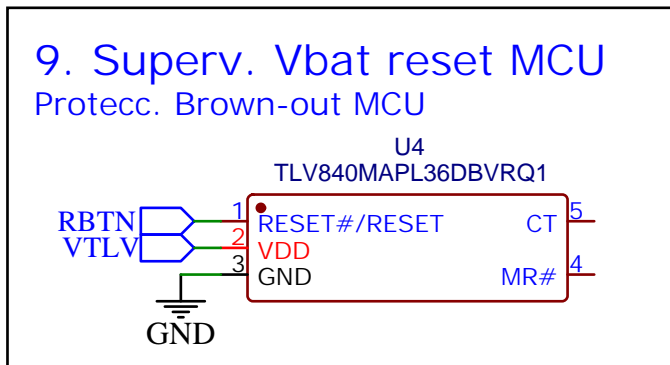 9. Superv. Vbat reset MCU
Protecc. Brown-out MCU
U4
TLV840MAPL36DBVRQ1
RBTN 1 RESET#/RESET CT 5
VTLV 2 VDD
3 GND MR# 4
GND